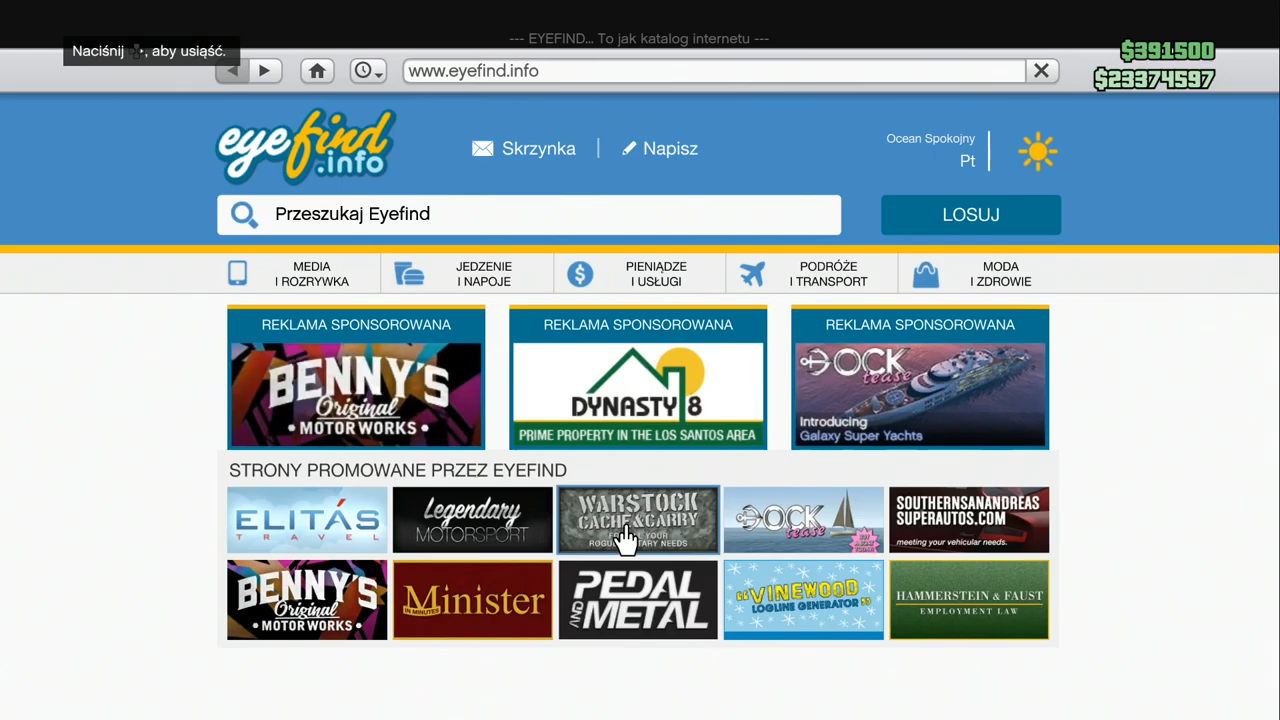 --- EYEFIND... To jak katalog internetu ---
Naciśnij , aby usiąść.
$391500
www.eyefind.info
$23374597
eyefind
.info
Skrzynka | Napisz
Ocean Spokojny
Pt
Przeszukaj Eyefind
LOSUJ
MEDIA
I ROZRYWKA
JEDZENIE
I NAPOJE
PIENIĄDZE
I USŁUGI
PODRÓŻE
I TRANSPORT
MODA
I ZDROWIE
REKLAMA SPONSOROWANA
BENNY'S
Original
• MOTOR WORKS •
REKLAMA SPONSOROWANA
DYNASTY 8
PRIME PROPERTY IN THE LOS SANTOS AREA
REKLAMA SPONSOROWANA
DOCK
tease
Introducing
Galaxy Super Yachts
STRONY PROMOWANE PRZEZ EYEFIND
ELITÁS
TRAVEL
Legendary
MOTORSPORT
WARSTOCK
CACHE & CARRY
DOCK
tease
SOUTHERNSANANDREAS
SUPERAUTOS.COM
meeting your vehicular needs.
BENNY'S
Original
• MOTOR WORKS •
Minister
IN MINUTES
PEDAL
AND METAL
"VINEWOOD
LOGLINE GENERATOR"
HAMMERSTEIN & FAUST
EMPLOYMENT LAW